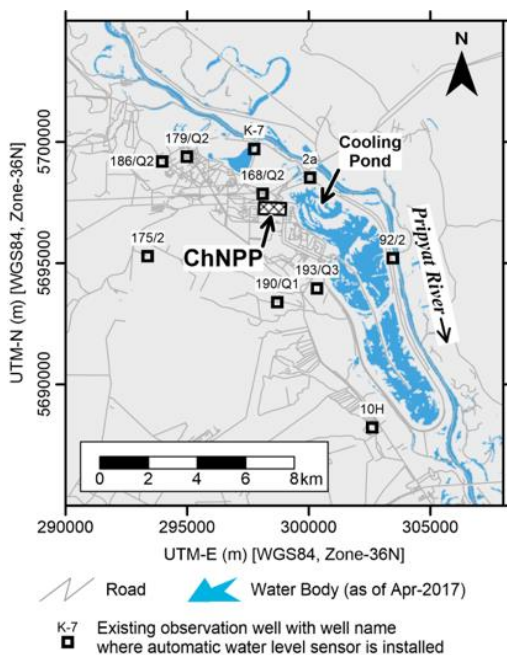 N
5700000
5695000
5690000
UTM-N (m) [WGS84, Zone-36N]
K-7
179/Q2
186/Q2
168/Q2
2a
Cooling
Pond
175/2
ChNPP
92/2
193/Q3
190/Q1
Pripyat River
10H
0 2 4 6 8 km
290000 295000 300000 305000
UTM-E (m) [WGS84, Zone-36N]
Road Water Body (as of Apr-2017)
K-7 Existing observation well with well name
where automatic water level sensor is installed